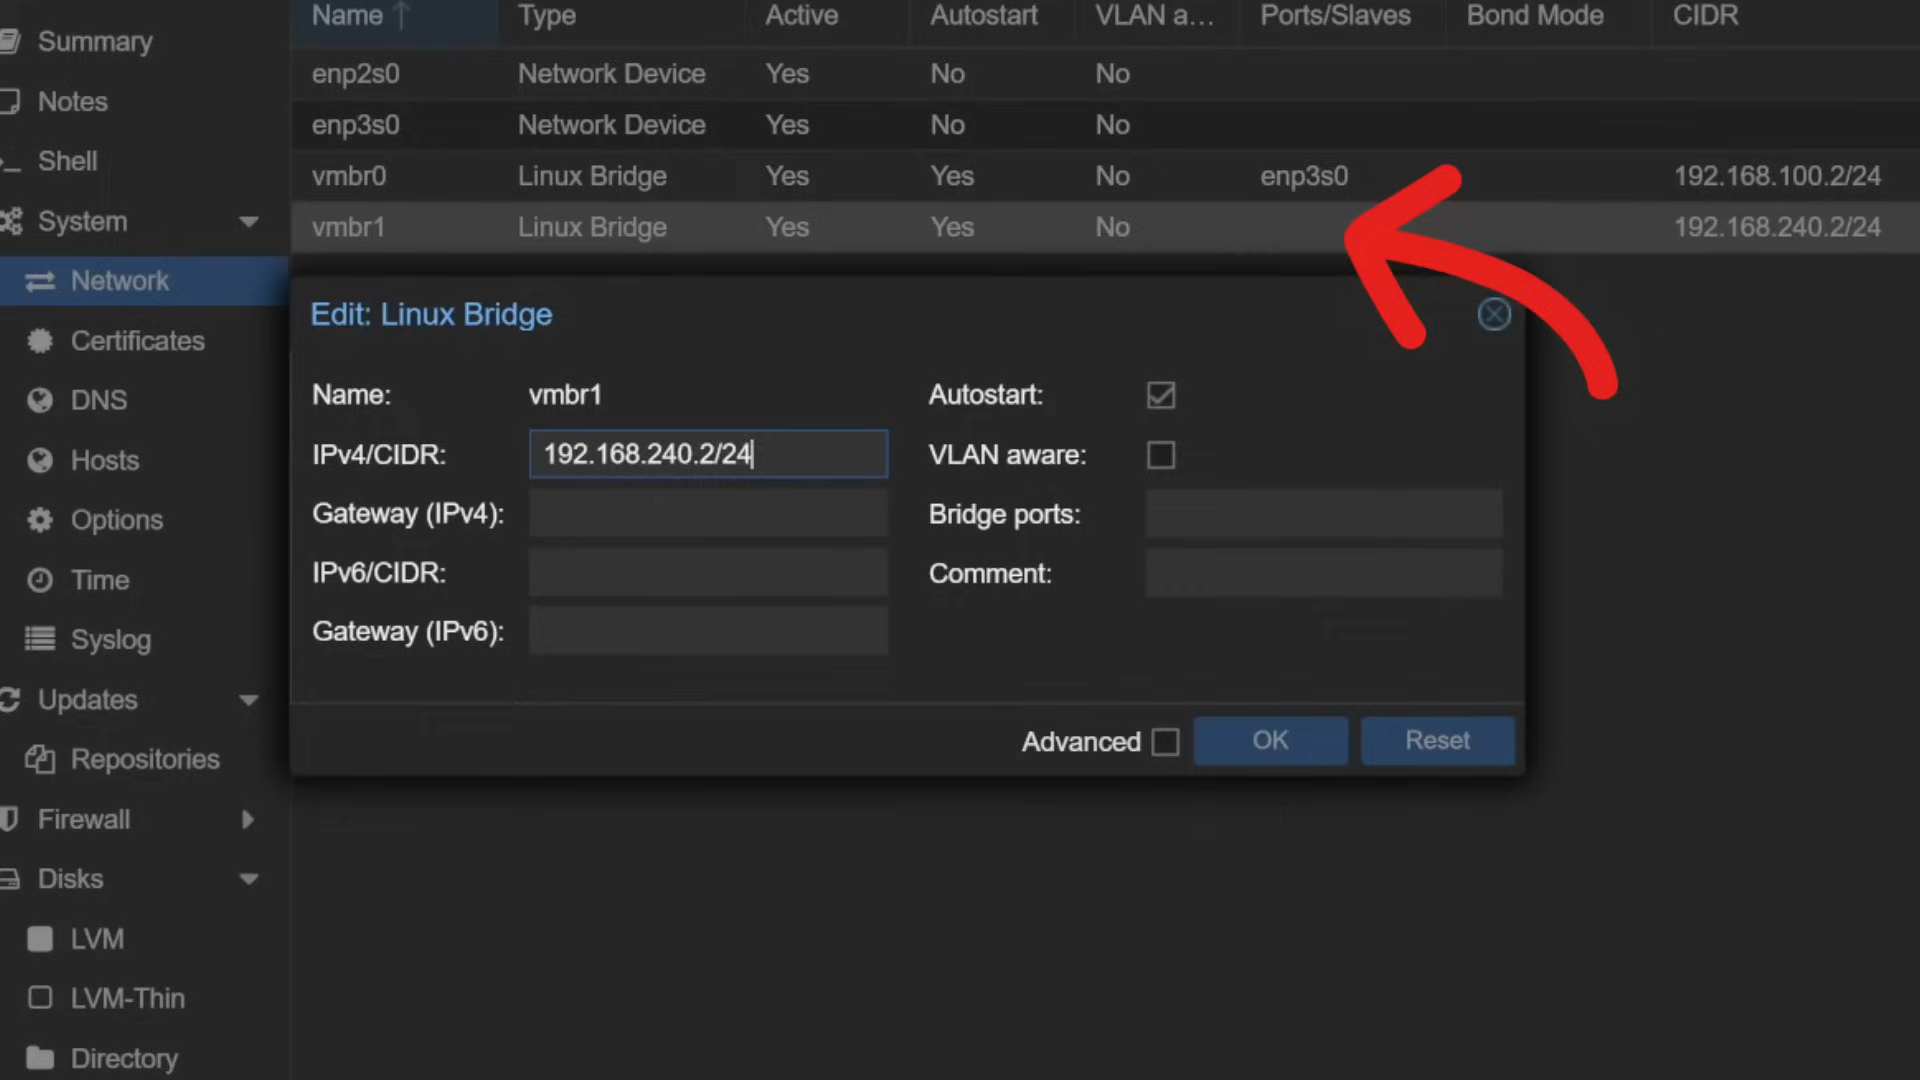 Name Type Active Autostart VLAN a... Ports/Slaves Bond Mode CIDR
enp2s0 Network Device Yes No No
enp3s0 Network Device Yes No No
vmbr0 Linux Bridge Yes Yes No enp3s0 192.168.100.2/24
vmbr1 Linux Bridge Yes Yes No 192.168.240.2/24
Summary
Notes
Shell
System
Network
Certificates
DNS
Hosts
Options
Time
Syslog
Updates
Repositories
Firewall
Disks
LVM
LVM-Thin
Directory
Edit: Linux Bridge
Name: vmbr1
IPv4/CIDR: 192.168.240.2/24
Gateway (IPv4):
IPv6/CIDR:
Gateway (IPv6):
Autostart:
VLAN aware:
Bridge ports:
Comment:
Advanced OK Reset